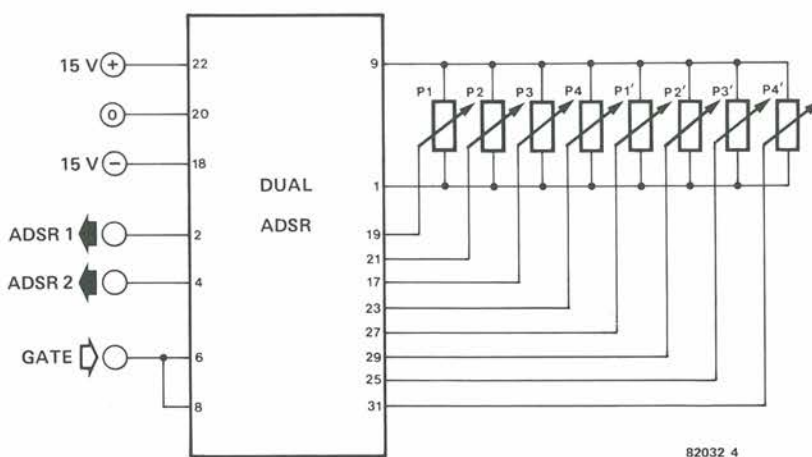 15 V +
0
15 V −
ADSR 1
ADSR 2
GATE
22
20
18
2
4
6
8
DUAL
ADSR
9
1
19
21
17
23
27
29
25
31
P1 P2 P3 P4 P1' P2' P3' P4'
82032 4